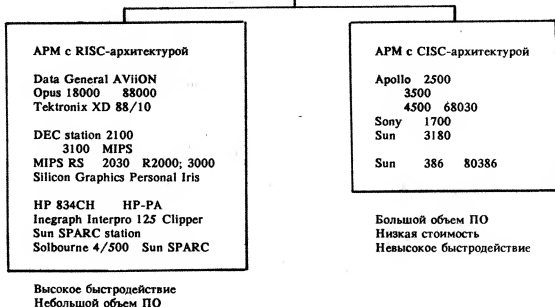 АРМ с RISC-архитектурой
Data General AViiON
Opus 18000 88000
Tektronix XD 88/10
DEC station 2100
3100 MIPS
MIPS RS 2030 R2000; 3000
Silicon Graphics Personal Iris
HP 834CH HP-PA
Inegraph Interpro 125 Clipper
Sun SPARC station
Solbourne 4/500 Sun SPARC
Высокое быстродействие
Небольшой объем ПО
АРМ с CISC-архитектурой
Apollo 2500
3500
4500 68030
Sony 1700
Sun 3180
Sun 386 80386
Большой объем ПО
Низкая стоимость
Невысокое быстродействие